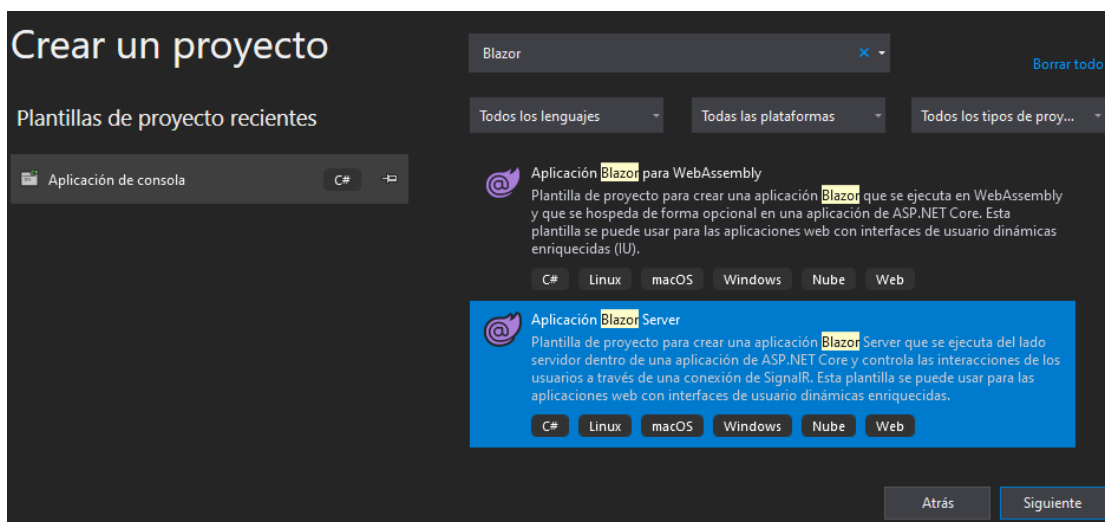 Crear un proyecto
Blazor
Borrar todo
Plantillas de proyecto recientes
Todos los lenguajes
Todas las plataformas
Todos los tipos de proy...
Aplicación de consola
C#
Aplicación Blazor para WebAssembly
Plantilla de proyecto para crear una aplicación Blazor que se ejecuta en WebAssembly
y que se hospeda de forma opcional en una aplicación de ASP.NET Core. Esta
plantilla se puede usar para las aplicaciones web con interfaces de usuario dinámicas
enriquecidas (IU).
C# Linux macOS Windows Nube Web
Aplicación Blazor Server
Plantilla de proyecto para crear una aplicación Blazor Server que se ejecuta del lado
servidor dentro de una aplicación de ASP.NET Core y controla las interacciones de los
usuarios a través de una conexión de SignalR. Esta plantilla se puede usar para las
aplicaciones web con interfaces de usuario dinámicas enriquecidas.
C# Linux macOS Windows Nube Web
Atrás
Siguiente